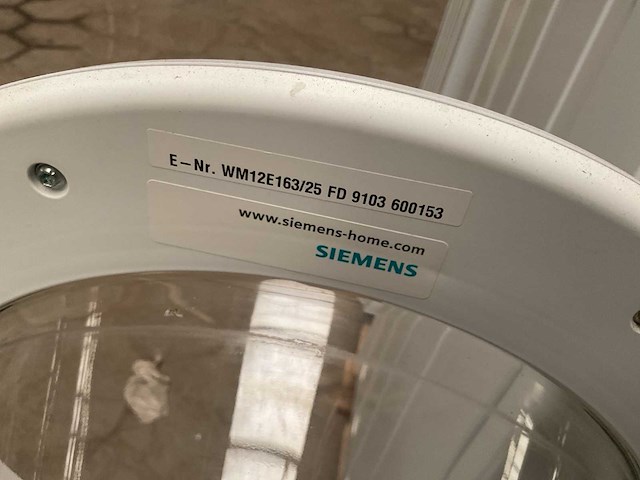 E-Nr. WM12E163/25 FD 9103 600153
www.siemens-home.com
SIEMENS